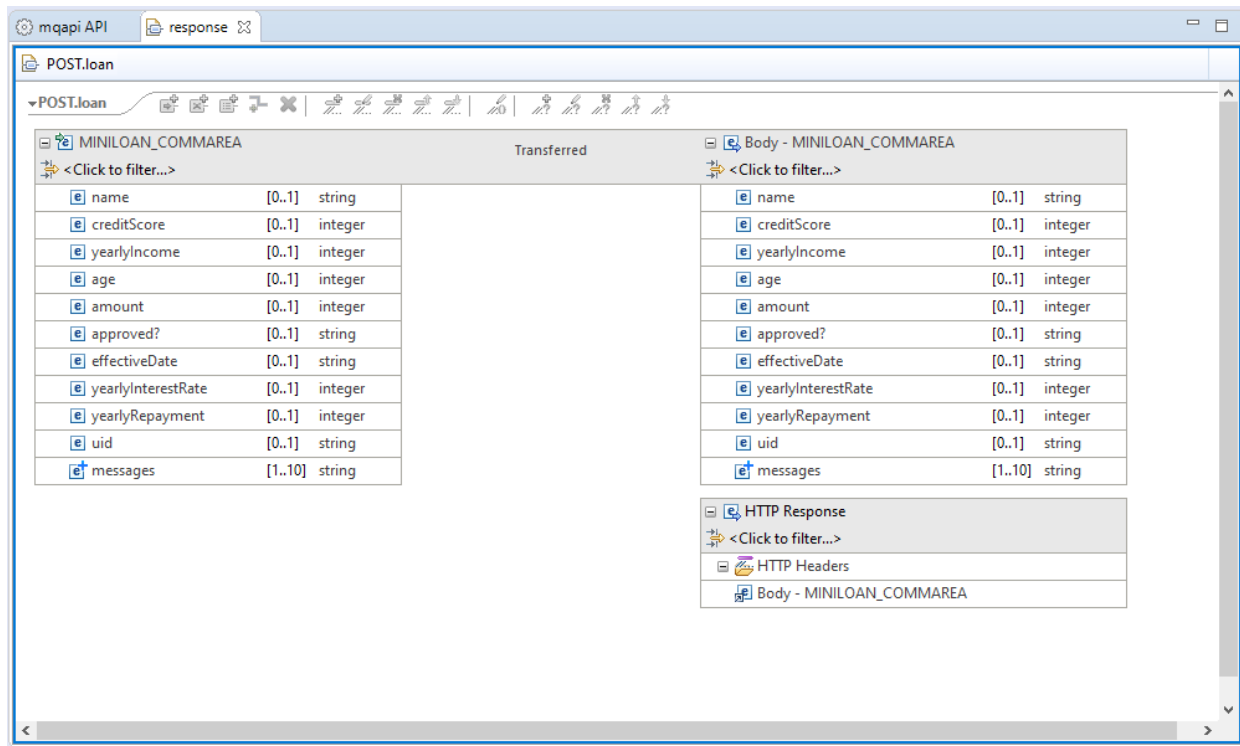 mqapi API response
POST.loan
POST.loan
MINILOAN_COMMAREA Transferred Body - MINILOAN_COMMAREA
<Click to filter...> <Click to filter...>
name [0..1] string name [0..1] string
creditScore [0..1] integer creditScore [0..1] integer
yearlyIncome [0..1] integer yearlyIncome [0..1] integer
age [0..1] integer age [0..1] integer
amount [0..1] integer amount [0..1] integer
approved? [0..1] string approved? [0..1] string
effectiveDate [0..1] string effectiveDate [0..1] string
yearlyInterestRate [0..1] integer yearlyInterestRate [0..1] integer
yearlyRepayment [0..1] integer yearlyRepayment [0..1] integer
uid [0..1] string uid [0..1] string
messages [1..10] string messages [1..10] string
HTTP Response
<Click to filter...>
HTTP Headers
Body - MINILOAN_COMMAREA